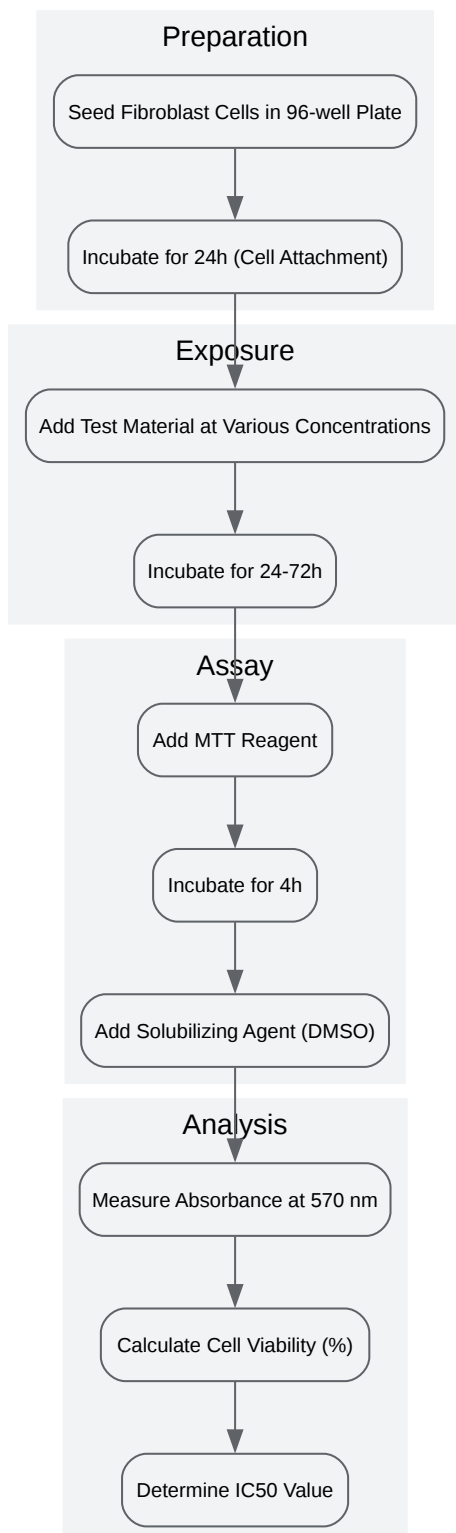 Preparation
Seed Fibroblast Cells in 96-well Plate
Incubate for 24h (Cell Attachment)
Exposure
Add Test Material at Various Concentrations
Incubate for 24-72h
Assay
Add MTT Reagent
Incubate for 4h
Add Solubilizing Agent (DMSO)
Analysis
Measure Absorbance at 570 nm
Calculate Cell Viability (%)
Determine IC50 Value